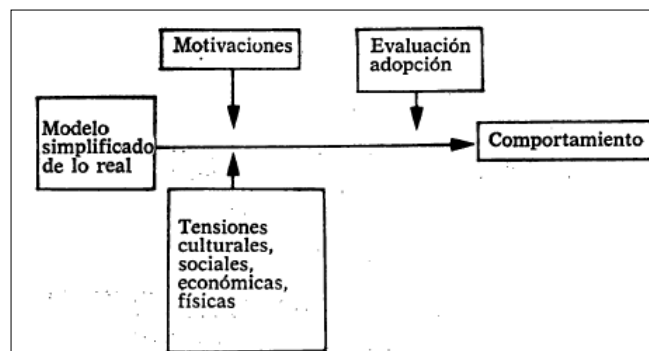 Motivaciones
Evaluación
adopción
Modelo
simplificado
de lo real
Comportamiento
Tensiones
culturales,
sociales,
económicas,
físicas